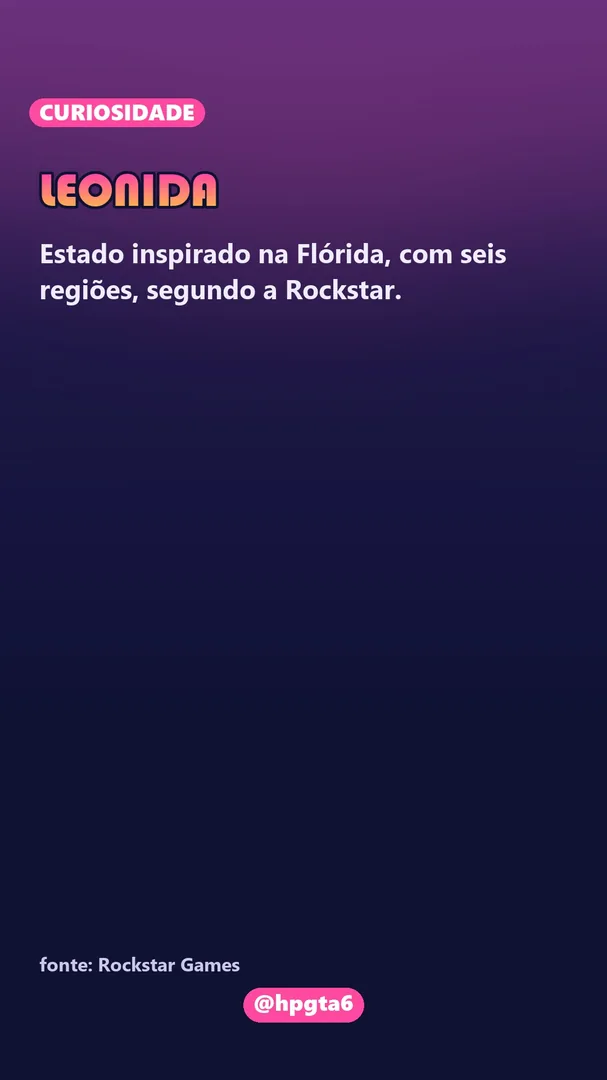 CURIOSIDADE
LEONIDA
Estado inspirado na Flórida, com seis
regiões, segundo a Rockstar.
fonte: Rockstar Games
@hpgta6